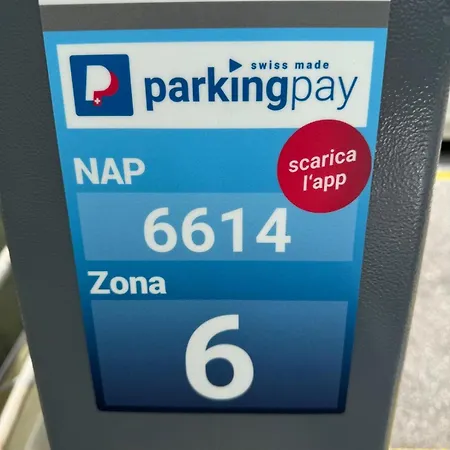 swiss made
parkingpay
NAP
scarica
l'app
6614
Zona
6